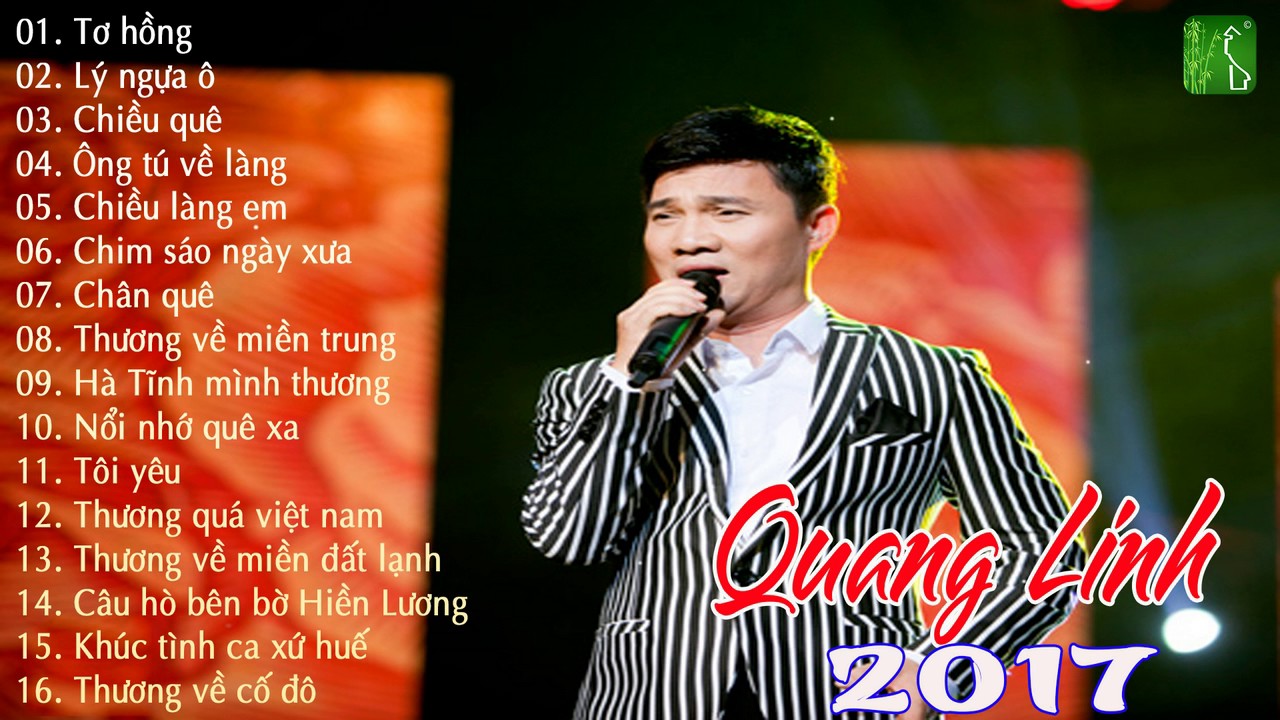 01. Tơ hồng
02. Lý ngựa ô
03. Chiều quê
04. Ông tú về làng
05. Chiều làng ẹm
06. Chim sáo ngày xưa
07. Chân quê
08. Thương về miền trung
09. Hà Tĩnh mình thương
10. Nổi nhớ quê xa
11. Tôi yêu
12. Thương quá việt nam
13. Thương về miền đất lạnh
14. Câu hò bên bờ Hiền Lương
15. Khúc tình ca xứ huế
16. Thương về cố đô
©
Quang Linh
2017